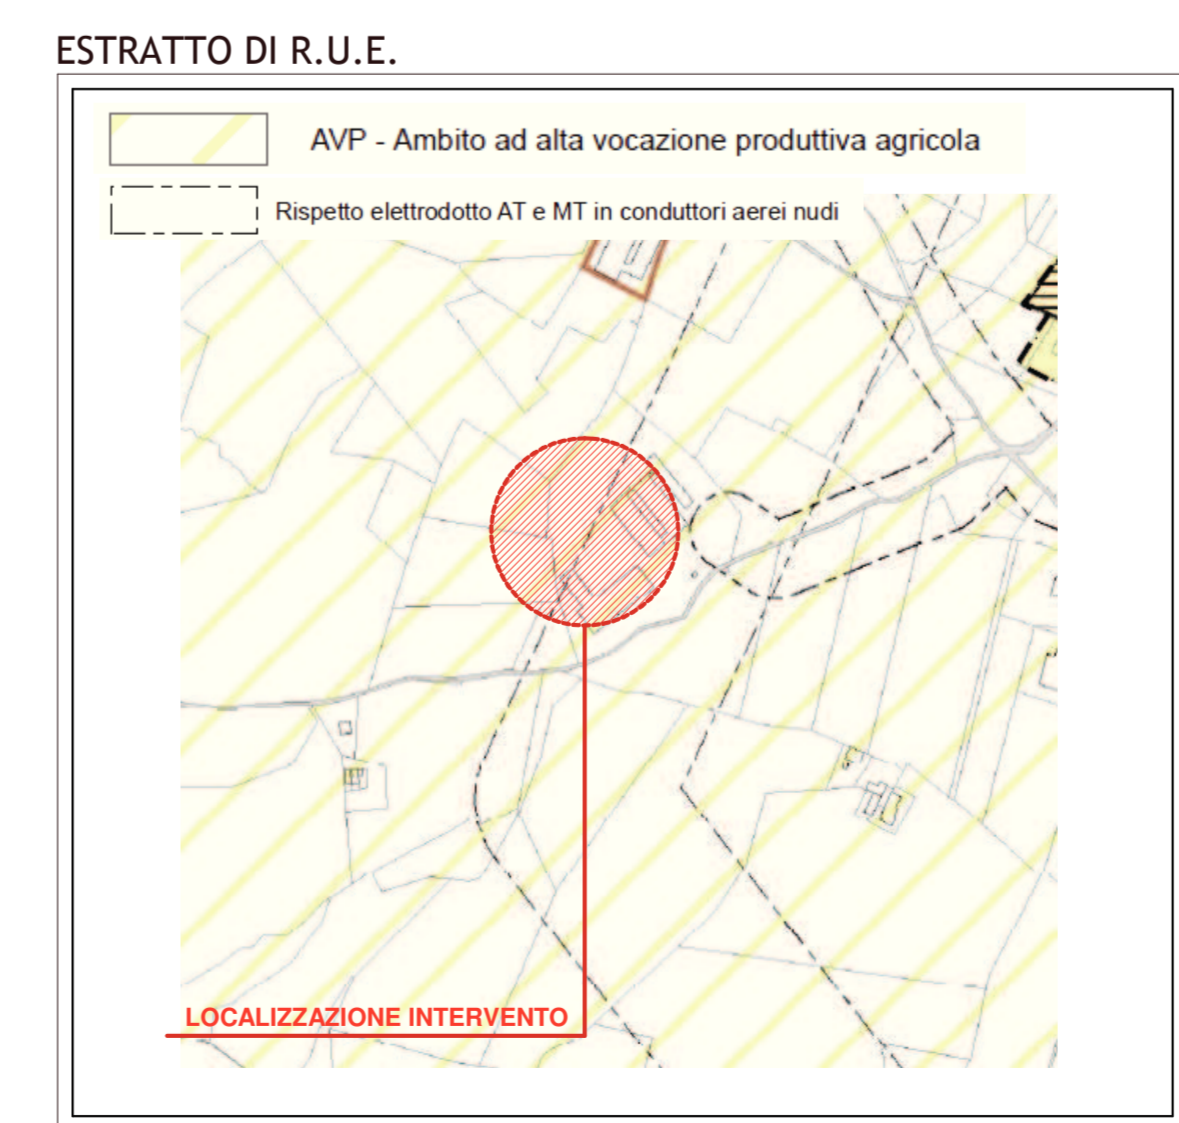 ESTRATTO DI R.U.E.
AVP - Ambito ad alta vocazione produttiva agricola
Rispetto elettrodotto AT e MT in conduttori aerei nudi
LOCALIZZAZIONE INTERVENTO